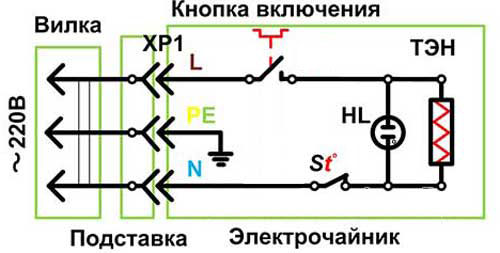 Кнопка включения
Вилка
XP1
ТЭН
L
~220В
PE
HL
N
St°
Подставка
Электрочайник